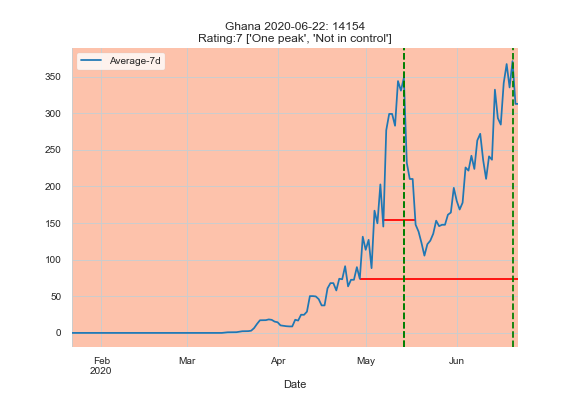 Ghana 2020-06-22: 14154
Rating:7 ['One peak', 'Not in control']
Average-7d
350
300
250
200
150
100
50
0
Feb
2020
Mar
Apr
May
Jun
Date